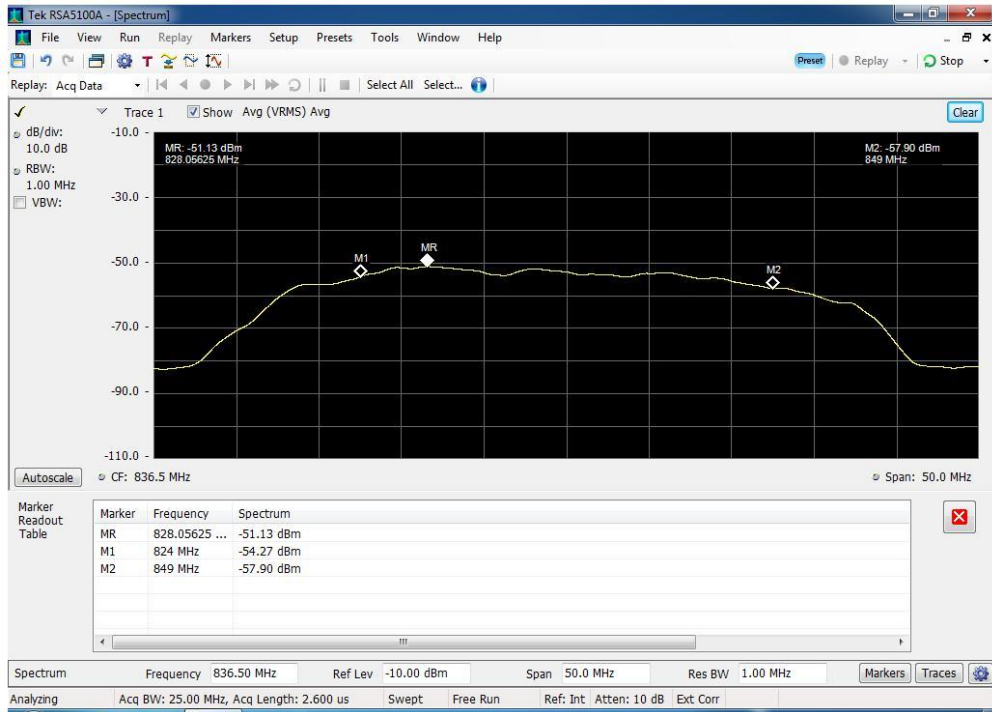 Tek RSA5100A - [Spectrum]
File View Run Replay Markers Setup Presets Tools Window Help
Preset Replay Stop
Replay: Acq Data Select All Select...
Trace 1 Show Avg (VRMS) Avg Clear
dB/div:
10.0 dB
RBW:
1.00 MHz
VBW:
-10.0
-30.0
-50.0
-70.0
-90.0
-110.0
MR: -51.13 dBm
828.05625 MHz
M2: -57.90 dBm
849 MHz
M1
MR
M2
Autoscale CF: 836.5 MHz Span: 50.0 MHz
Marker
Readout
Table
Marker Frequency Spectrum
MR 828.05625 ... -51.13 dBm
M1 824 MHz -54.27 dBm
M2 849 MHz -57.90 dBm
Spectrum Frequency 836.50 MHz Ref Lev -10.00 dBm Span 50.0 MHz Res BW 1.00 MHz Markers Traces
Analyzing Acq BW: 25.00 MHz, Acq Length: 2.600 us Swept Free Run Ref: Int Atten: 10 dB Ext Corr